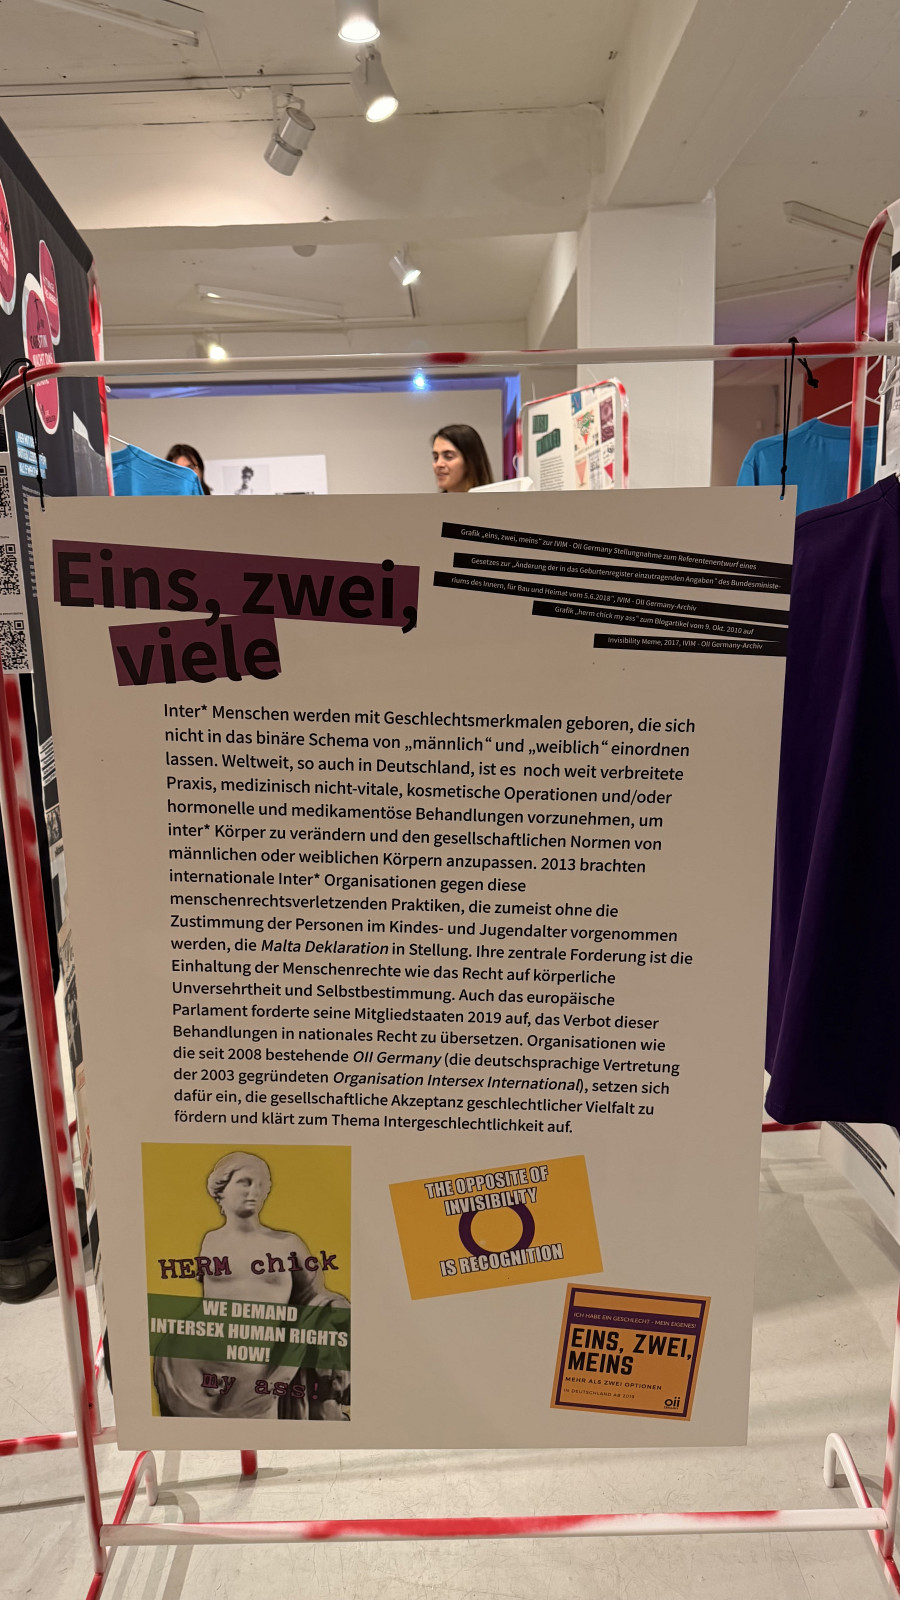 Eins, zwei,
viele
Grafik „eins, zwei, meins" zur IVIM - OII Germany Stellungnahme zum Referentenentwurf eines
Gesetzes zur „Änderung der in das Geburtenregister einzutragenden Angaben" des Bundesministe-
riums des Innern, für Bau und Heimat vom 5.6.2018", IVIM - OII Germany-Archiv
Grafik „herm chick my ass" zum Blogartikel vom 9. Okt. 2010 auf
Invisibility Meme, 2017, IVIM - OII Germany-Archiv
Inter* Menschen werden mit Geschlechtsmerkmalen geboren, die sich
nicht in das binäre Schema von „männlich" und „weiblich" einordnen
lassen. Weltweit, so auch in Deutschland, ist es noch weit verbreitete
Praxis, medizinisch nicht-vitale, kosmetische Operationen und/oder
hormonelle und medikamentöse Behandlungen vorzunehmen, um
inter* Körper zu verändern und den gesellschaftlichen Normen von
männlichen oder weiblichen Körpern anzupassen. 2013 brachten
internationale Inter* Organisationen gegen diese
menschenrechtsverletzenden Praktiken, die zumeist ohne die
Zustimmung der Personen im Kindes- und Jugendalter vorgenommen
werden, die Malta Deklaration in Stellung. Ihre zentrale Forderung ist die
Einhaltung der Menschenrechte wie das Recht auf körperliche
Unversehrtheit und Selbstbestimmung. Auch das europäische
Parlament forderte seine Mitgliedstaaten 2019 auf, das Verbot dieser
Behandlungen in nationales Recht zu übersetzen. Organisationen wie
die seit 2008 bestehende OII Germany (die deutschsprachige Vertretung
der 2003 gegründeten Organisation Intersex International), setzen sich
dafür ein, die gesellschaftliche Akzeptanz geschlechtlicher Vielfalt zu
fördern und klärt zum Thema Intergeschlechtlichkeit auf.
HERM chick
WE DEMAND
INTERSEX HUMAN RIGHTS
NOW!
my ass!
THE OPPOSITE OF
INVISIBILITY
IS RECOGNITION
ICH HABE EIN GESCHLECHT - MEIN EIGENES!
EINS, ZWEI,
MEINS
MEHR ALS ZWEI OPTIONEN
IN DEUTSCHLAND AB 2019
oii